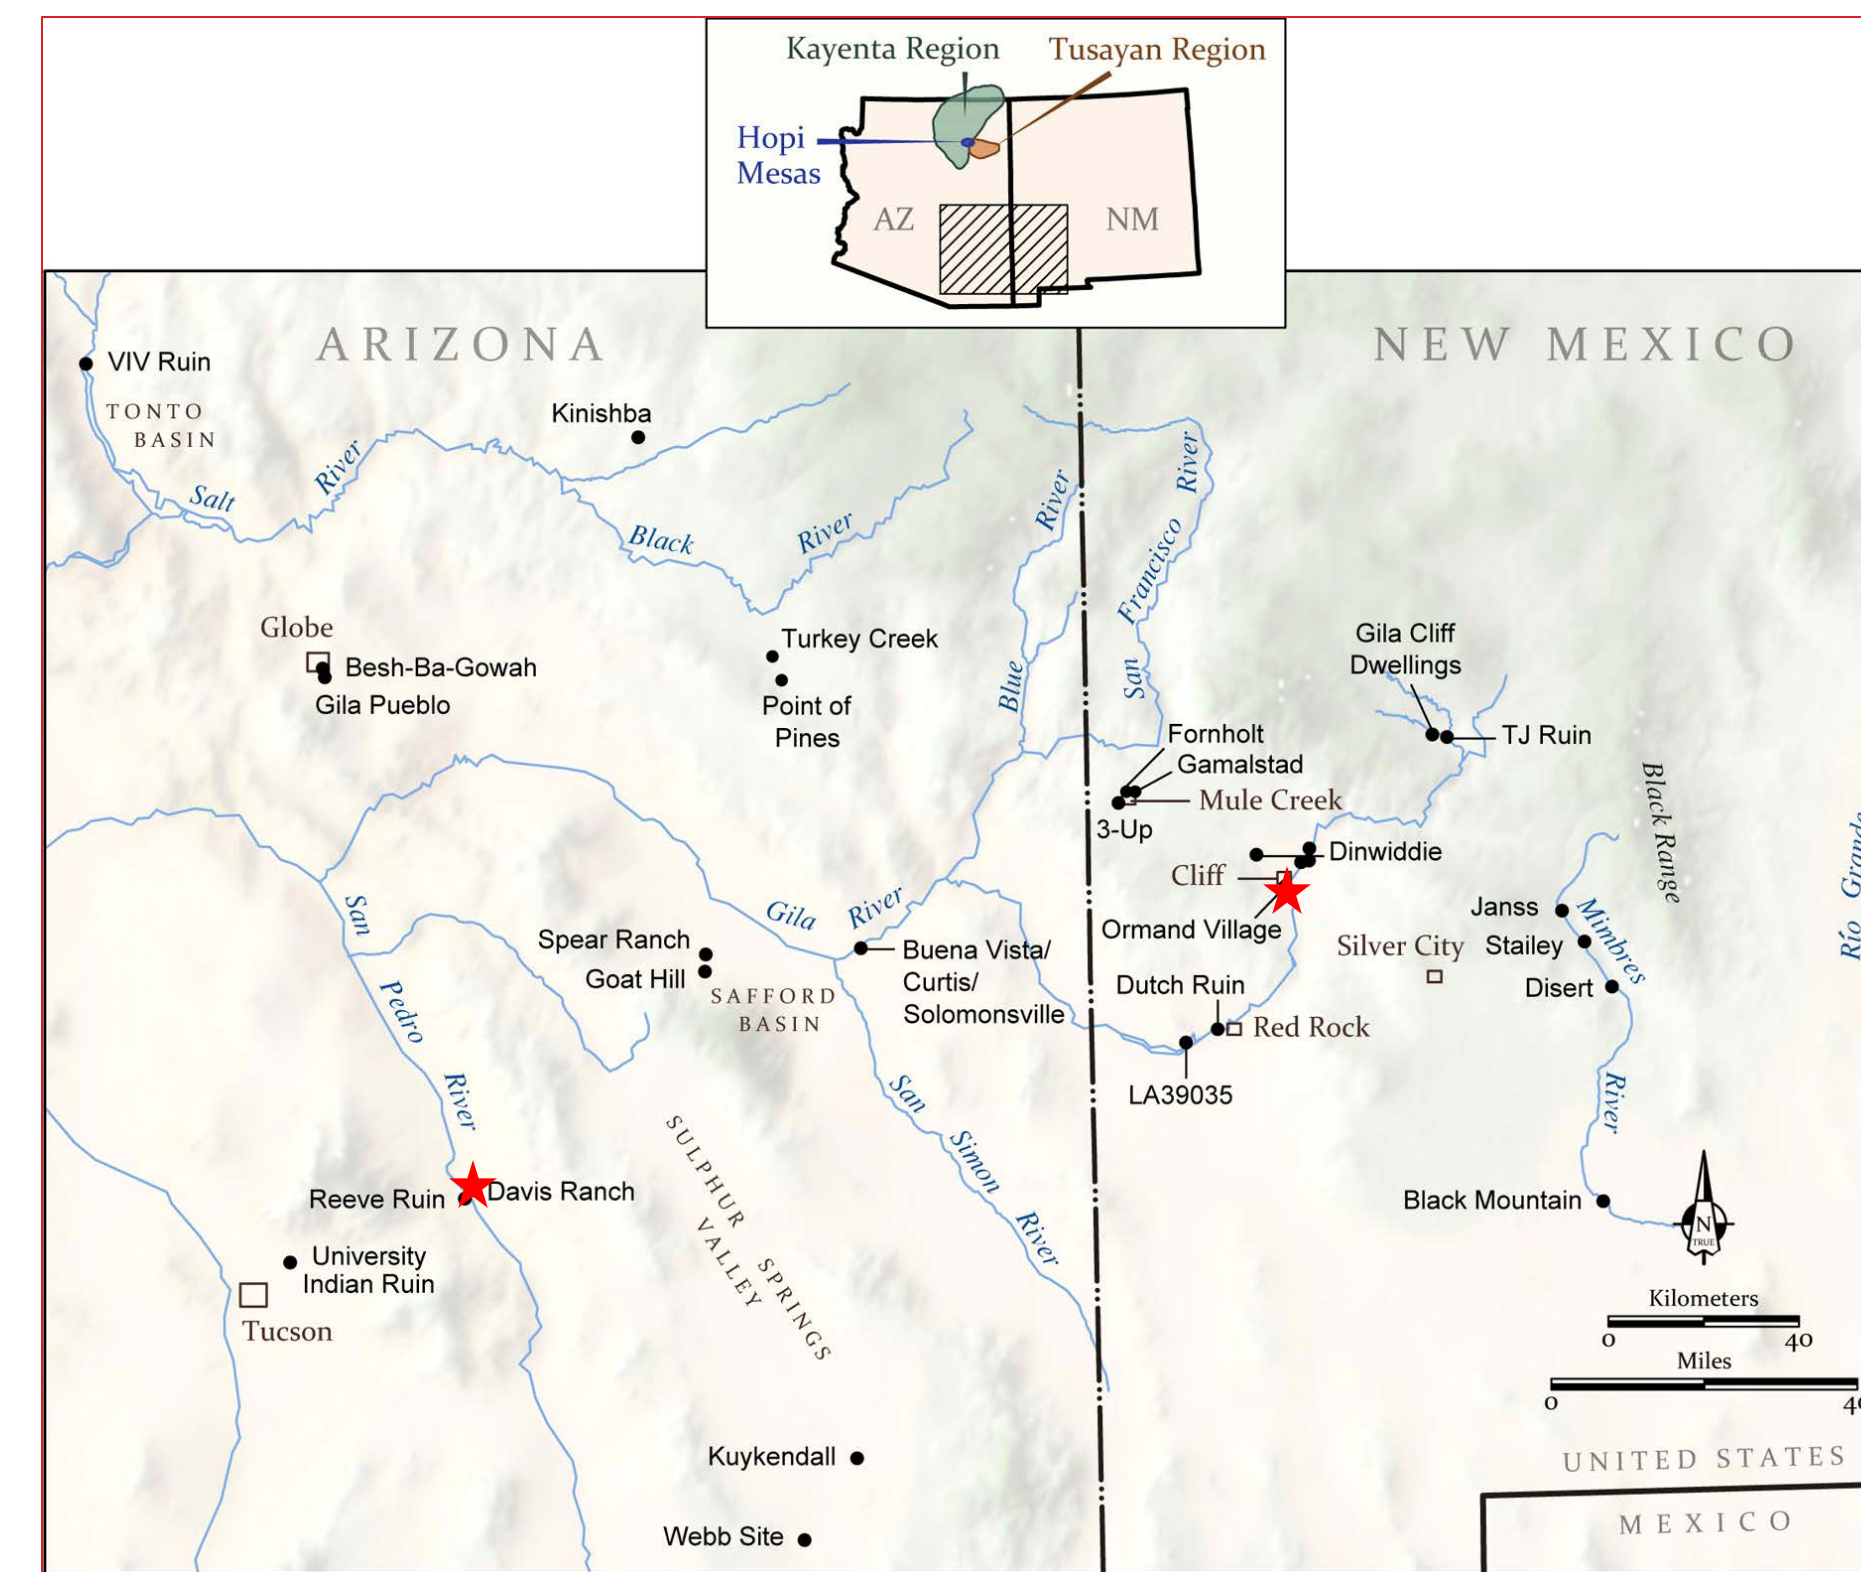 Kayenta Region
Tusayan Region
Hopi
Mesas
AZ
NM
ARIZONA
NEW MEXICO
VIV Ruin
TONTO
BASIN
Kinishba
Salt
River
Black
River
Blue
River
San
Francisco
River
Globe
Besh-Ba-Gowah
Gila Pueblo
Turkey Creek
Point of
Pines
Gila Cliff
Dwellings
TJ Ruin
Fornholt
Gamalstad
Mule Creek
3-Up
Black Range
Dinwiddie
Cliff
Ormand Village
Río Grande
San
Pedro
River
Gila
River
Spear Ranch
Goat Hill
SAFFORD
BASIN
Buena Vista/
Curtis/
Solomonsville
Silver City
Janss
Stailey
Disert
Mimbres
River
Dutch Ruin
Red Rock
LA39035
San
Simon
River
SULPHUR
SPRINGS
VALLEY
Reeve Ruin
Davis Ranch
University
Indian Ruin
Tucson
Black Mountain
N
TRUE
Kilometers
0 40
Miles
0 4
Kuykendall
Webb Site
UNITED STATES
MEXICO